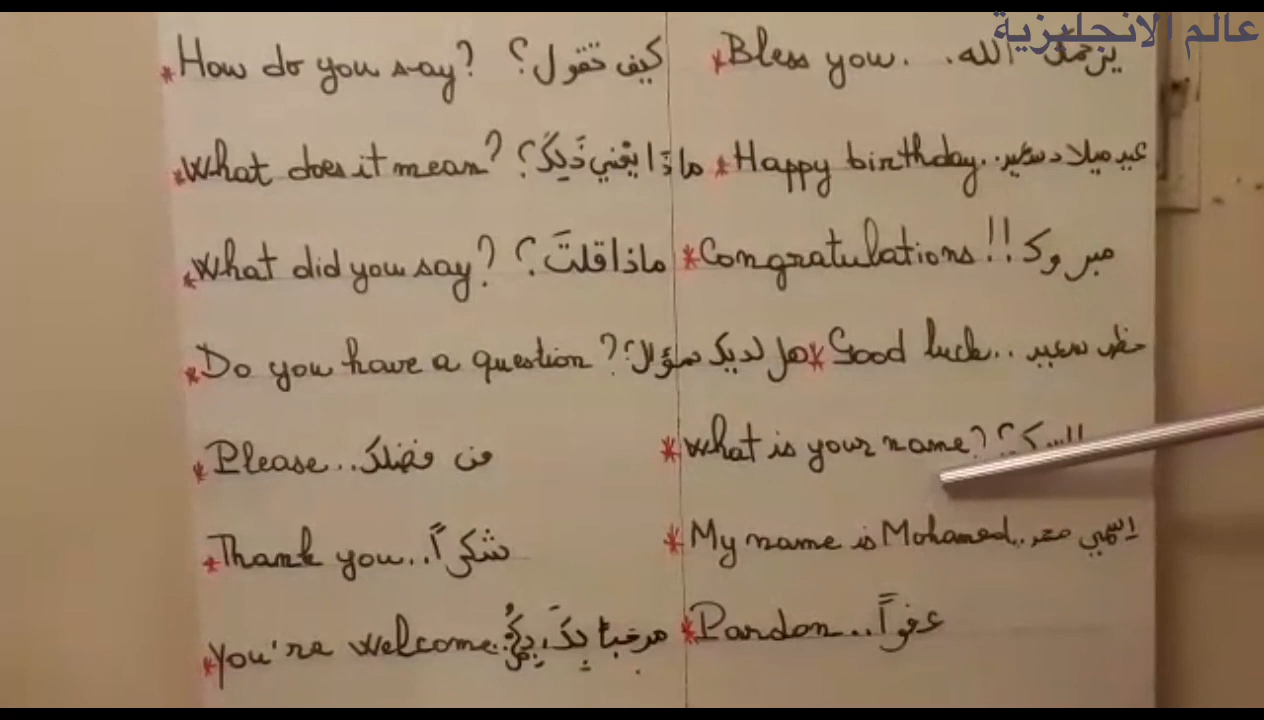 عالم الانجليزية
*How do you say? كيف تقول؟
*What does it mean? ماذا يعني ذَلِكَ؟
*What did you say? ماذا قلتَ؟
*Do you have a question? هل لديك سؤال؟
*Please.. من فضلك
*Thank you.. شكراً
*You're welcome. مرحباً بِكَ،
*Bless you.. يرحمك الله
*Happy birthday.. عيد ميلاد سعيد
*Congratulations!! مبروك
*Good luck.. حظ سعيد
*What is your name?
*My name is Mohamed.. إسمي محمد
*Pardon.. عفواً